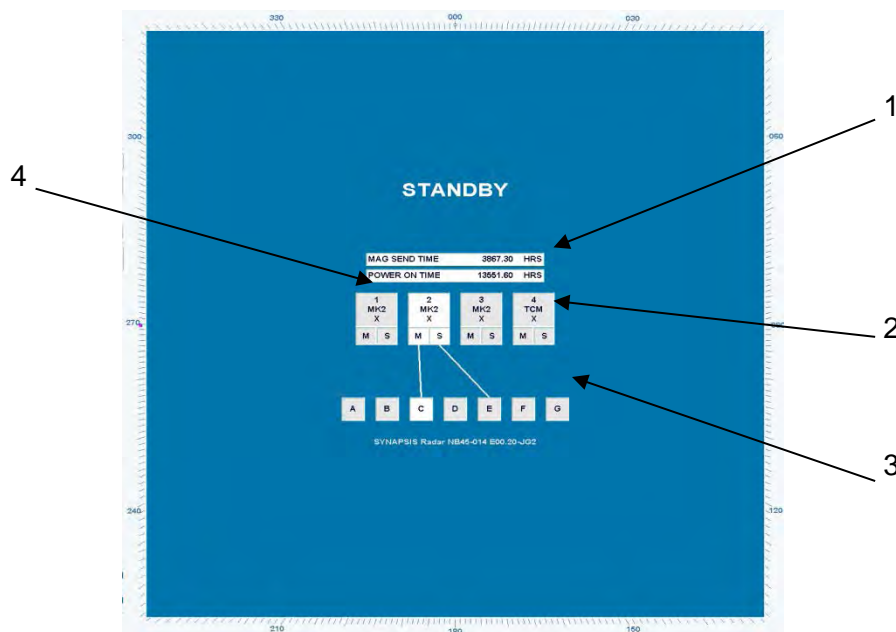 330 000 030
1
300 050
4
STANDBY
MAG SEND TIME 3867.30 HRS
POWER ON TIME 13551.60 HRS
1 2 3 4
MK2 MK2 MK2 TCM
X X X X
270
2
M S M S M S M S
A B C D E F G
3
SYNAPSIS Radar NB45-014 E00.20-JG2
240 120
210 180 150